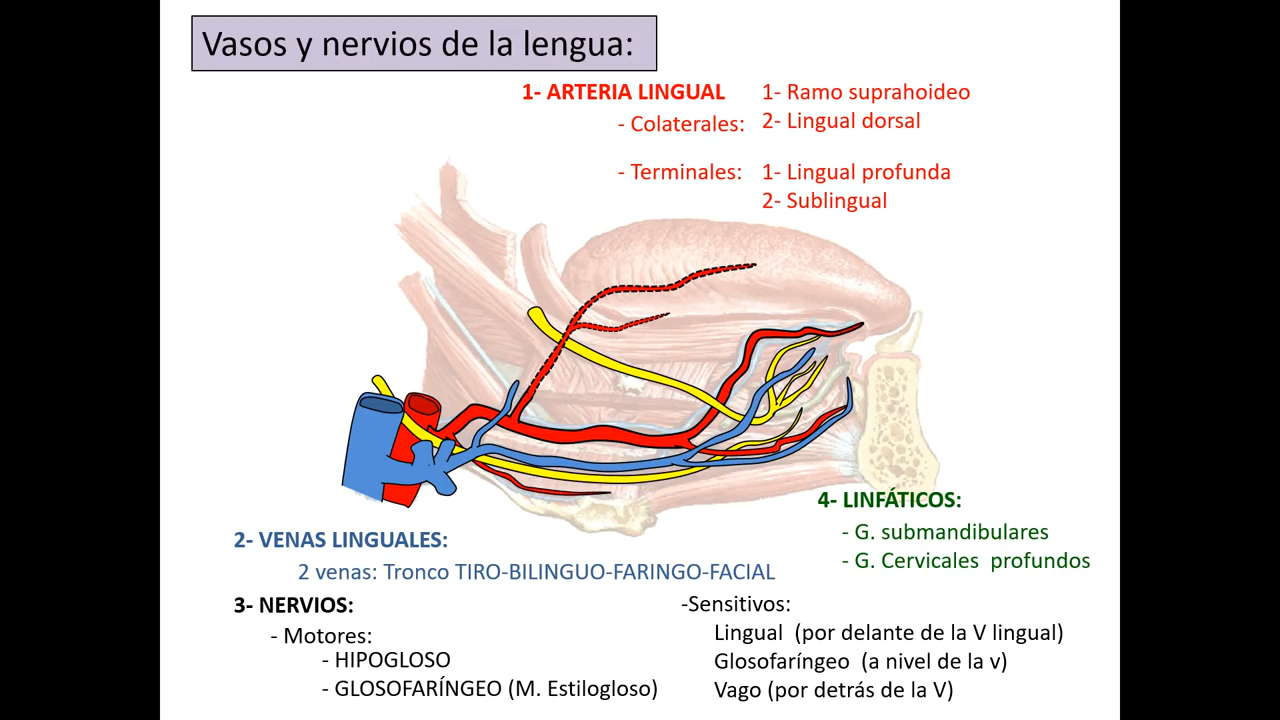 Vasos y nervios de la lengua:
1- ARTERIA LINGUAL
- Colaterales:
1- Ramo suprahoideo
2- Lingual dorsal
- Terminales:
1- Lingual profunda
2- Sublingual
4- LINFÁTICOS:
- G. submandibulares
- G. Cervicales profundos
2- VENAS LINGUALES:
2 venas: Tronco TIRO-BILINGUO-FARINGO-FACIAL
3- NERVIOS:
- Motores:
- HIPOGLOSO
- GLOSOFARÍNGEO (M. Estilogloso)
-Sensitivos:
Lingual (por delante de la V lingual)
Glosofaríngeo (a nivel de la v)
Vago (por detrás de la V)